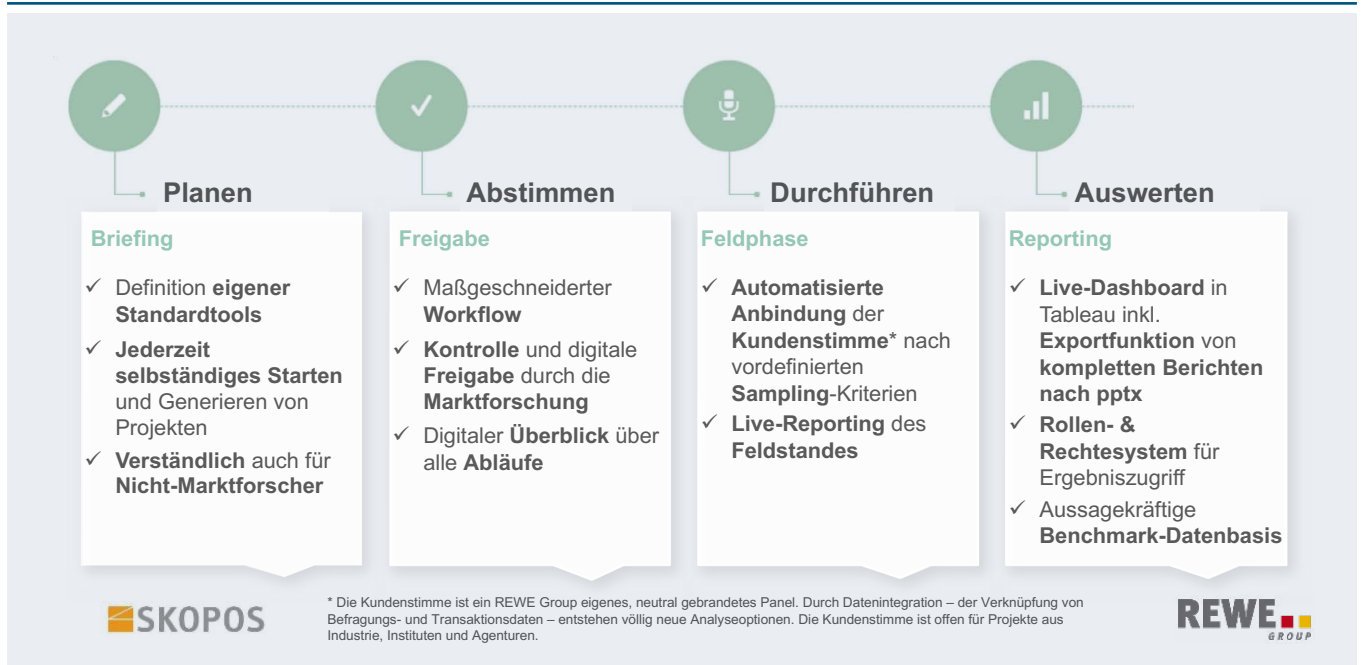 Planen
Briefing
✓ Definition eigener
Standardtools
✓ Jederzeit
selbständiges Starten
und Generieren von
Projekten
✓ Verständlich auch für
Nicht-Marktforscher
Abstimmen
Freigabe
✓ Maßgeschneiderter
Workflow
✓ Kontrolle und digitale
Freigabe durch die
Marktforschung
✓ Digitaler Überblick über
alle Abläufe
Durchführen
Feldphase
✓ Automatisierte
Anbindung der
Kundenstimme* nach
vordefinierten
Sampling-Kriterien
✓ Live-Reporting des
Feldstandes
Auswerten
Reporting
✓ Live-Dashboard in
Tableau inkl.
Exportfunktion von
kompletten Berichten
nach pptx
✓ Rollen- &
Rechtesystem für
Ergebniszugriff
✓ Aussagekräftige
Benchmark-Datenbasis
SKOPOS
* Die Kundenstimme ist ein REWE Group eigenes, neutral gebrandetes Panel. Durch Datenintegration – der Verknüpfung von
Befragungs- und Transaktionsdaten – entstehen völlig neue Analyseoptionen. Die Kundenstimme ist offen für Projekte aus
Industrie, Instituten und Agenturen.
REWE
GROUP